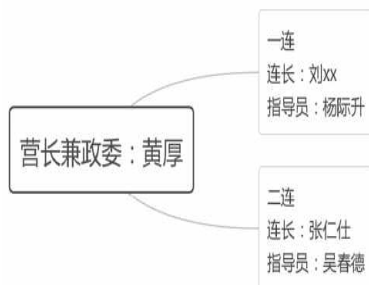 营长兼政委：黄厚
一连
连长：刘xx
指导员：杨际升
二连
连长：张仁仕
指导员：吴春德